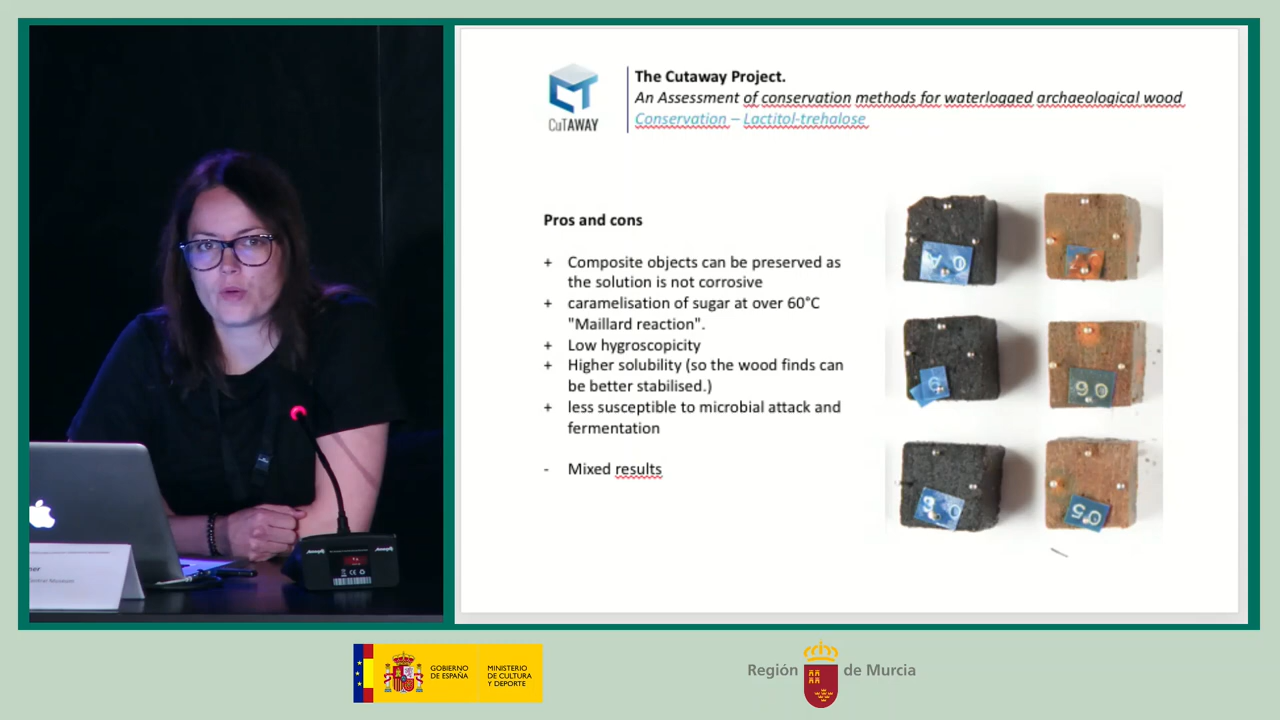 The Cutaway Project.
An Assessment of conservation methods for waterlogged archaeological wood
Conservation – Lactitol-trehalose
CUTAWAY
Pros and cons
+ Composite objects can be preserved as
the solution is not corrosive
+ caramelisation of sugar at over 60°C
"Maillard reaction".
+ Low hygroscopicity
+ Higher solubility (so the wood finds can
be better stabilised.)
+ less susceptible to microbial attack and
fermentation
- Mixed results
90
05
GOBIERNO
DE ESPAÑA
MINISTERIO
DE CULTURA
Y DEPORTE
Región de Murcia